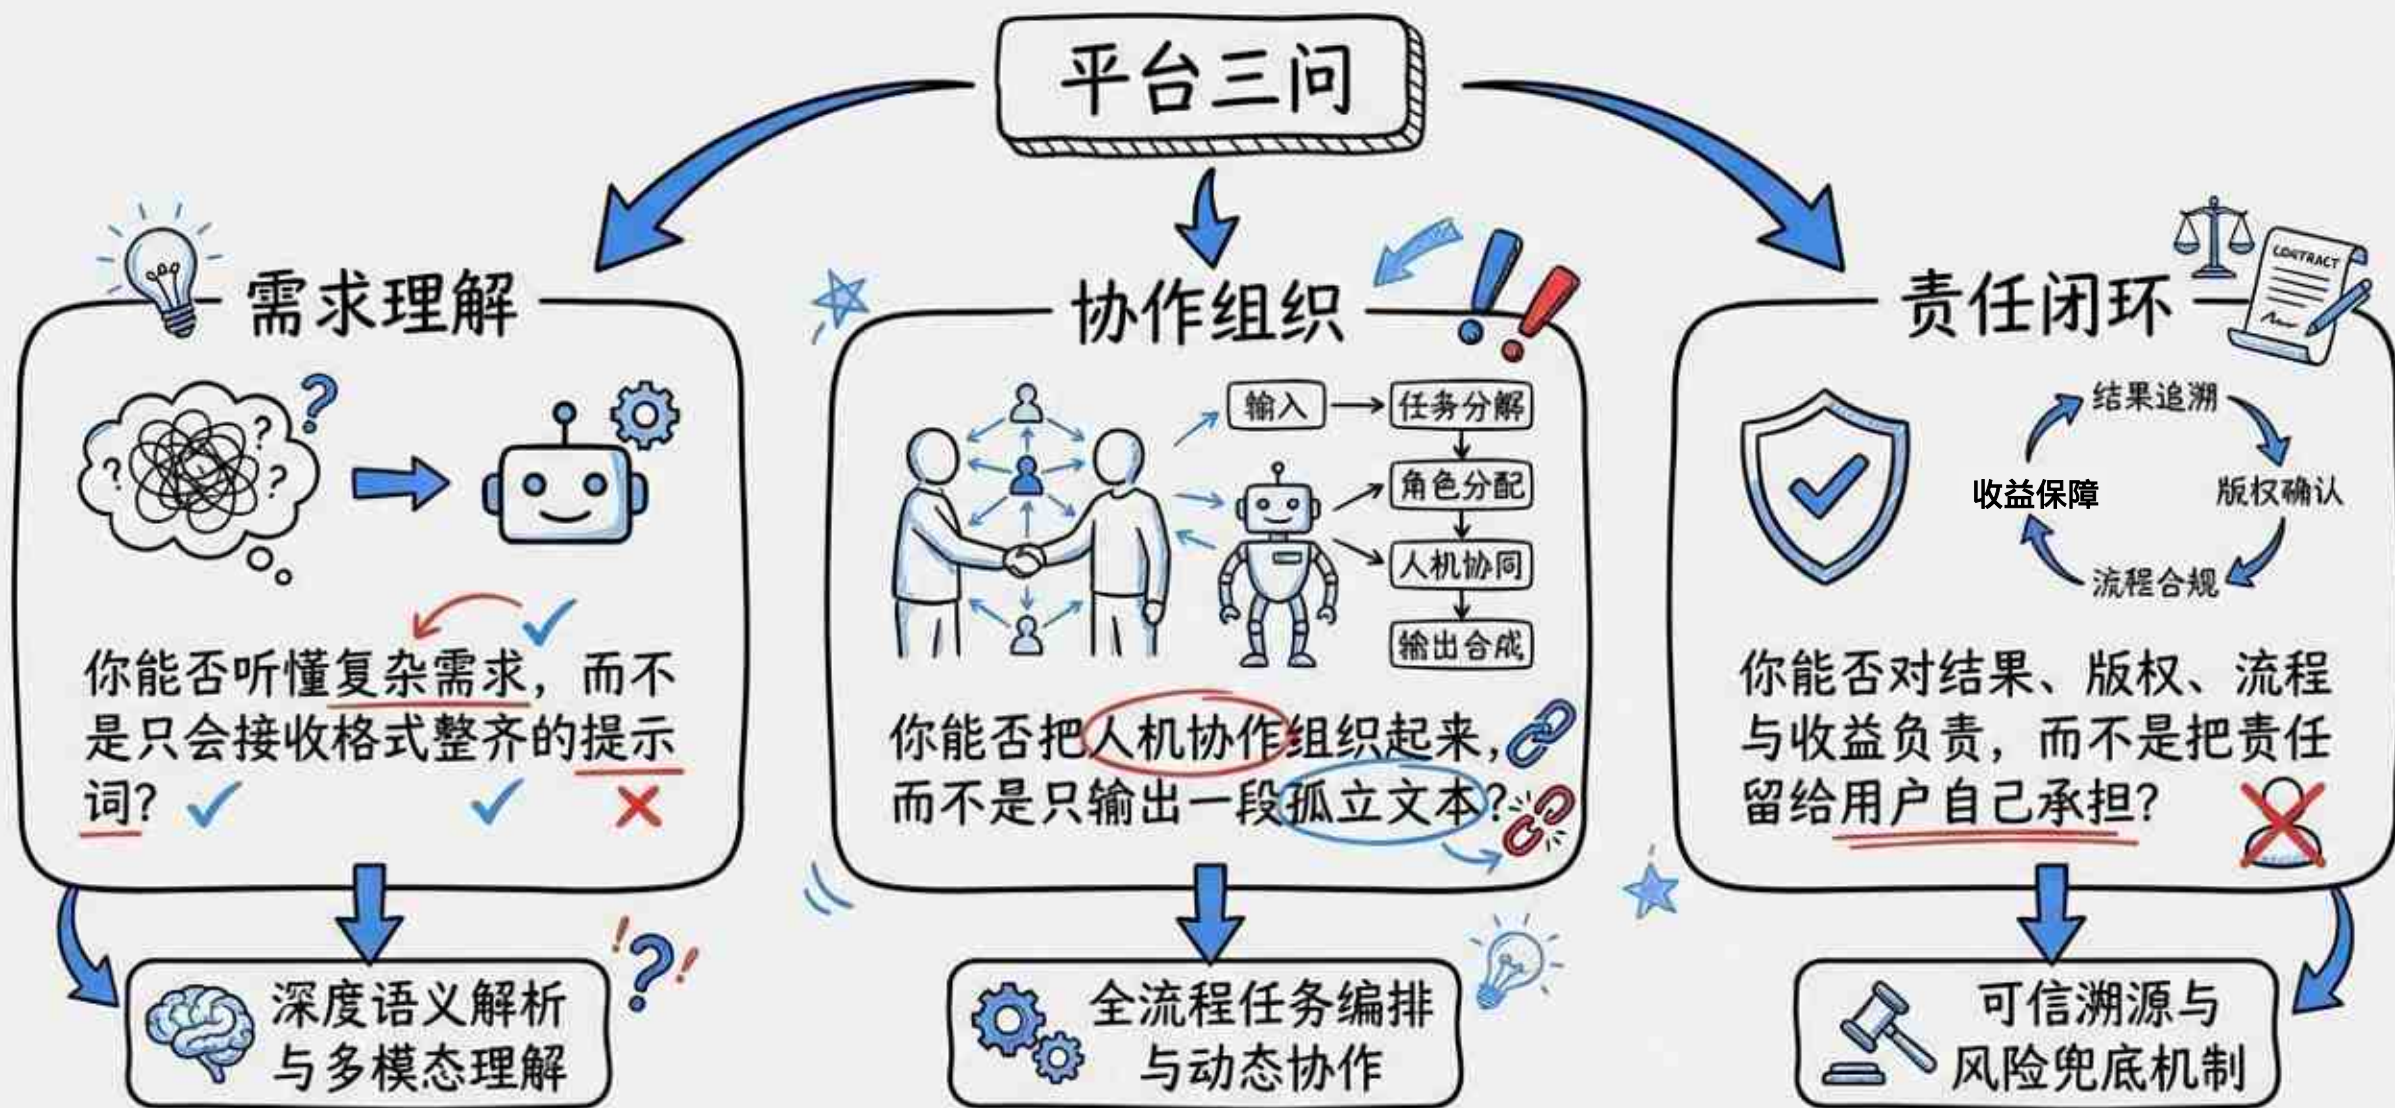 平台三问
需求理解
你能否听懂复杂需求，而不
是只会接收格式整齐的提示
词？
深度语义解析
与多模态理解
协作组织
输入
任务分解
角色分配
人机协同
输出合成
你能否把人机协作组织起来，
而不是只输出一段孤立文本？
全流程任务编排
与动态协作
责任闭环
CONTRACT
结果追溯
版权确认
流程合规
收益保障
你能否对结果、版权、流程
与收益负责，而不是把责任
留给用户自己承担？
可信溯源与
风险兜底机制